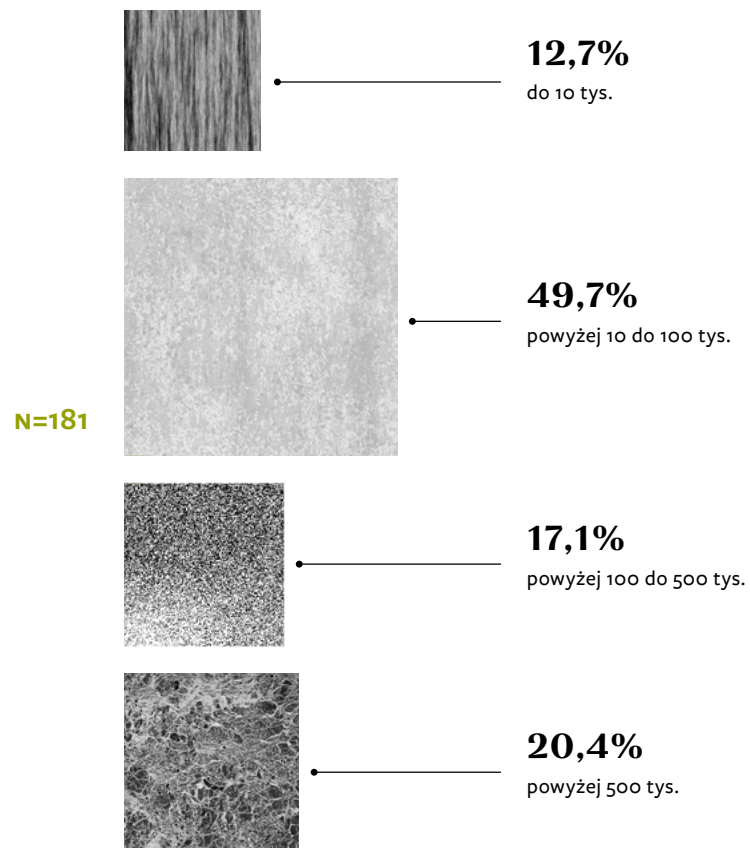 12,7%
do 10 tys.
49,7%
powyżej 10 do 100 tys.
N=181
17,1%
powyżej 100 do 500 tys.
20,4%
powyżej 500 tys.